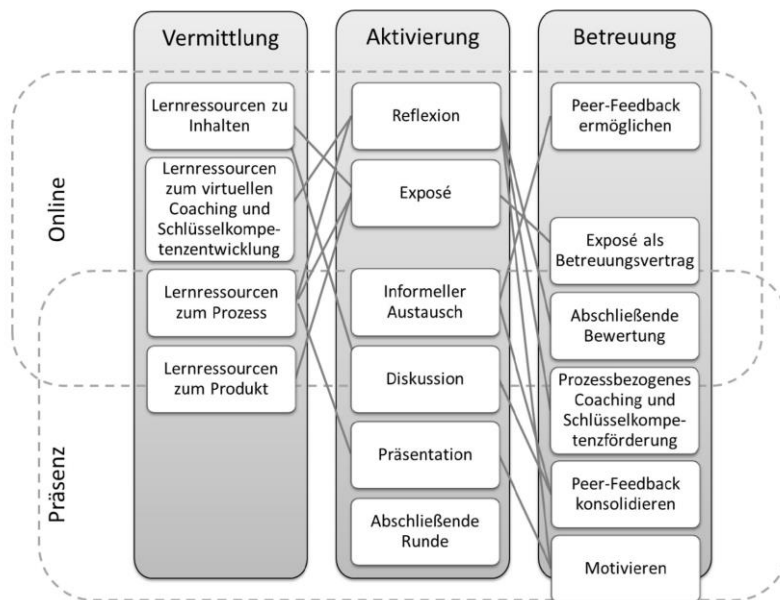 Vermittlung
Aktivierung
Betreuung
Online
Präsenz
Lernressourcen zu
Inhalten
Lernressourcen
zum virtuellen
Coaching und
Schlüsselkompe-
tenzentwicklung
Lernressourcen
zum Prozess
Lernressourcen
zum Produkt
Reflexion
Exposé
Informeller
Austausch
Diskussion
Präsentation
Abschließende
Runde
Peer-Feedback
ermöglichen
Exposé als
Betreuungsvertrag
Abschließende
Bewertung
Prozessbezogenes
Coaching und
Schlüsselkompe-
tenzförderung
Peer-Feedback
konsolidieren
Motivieren